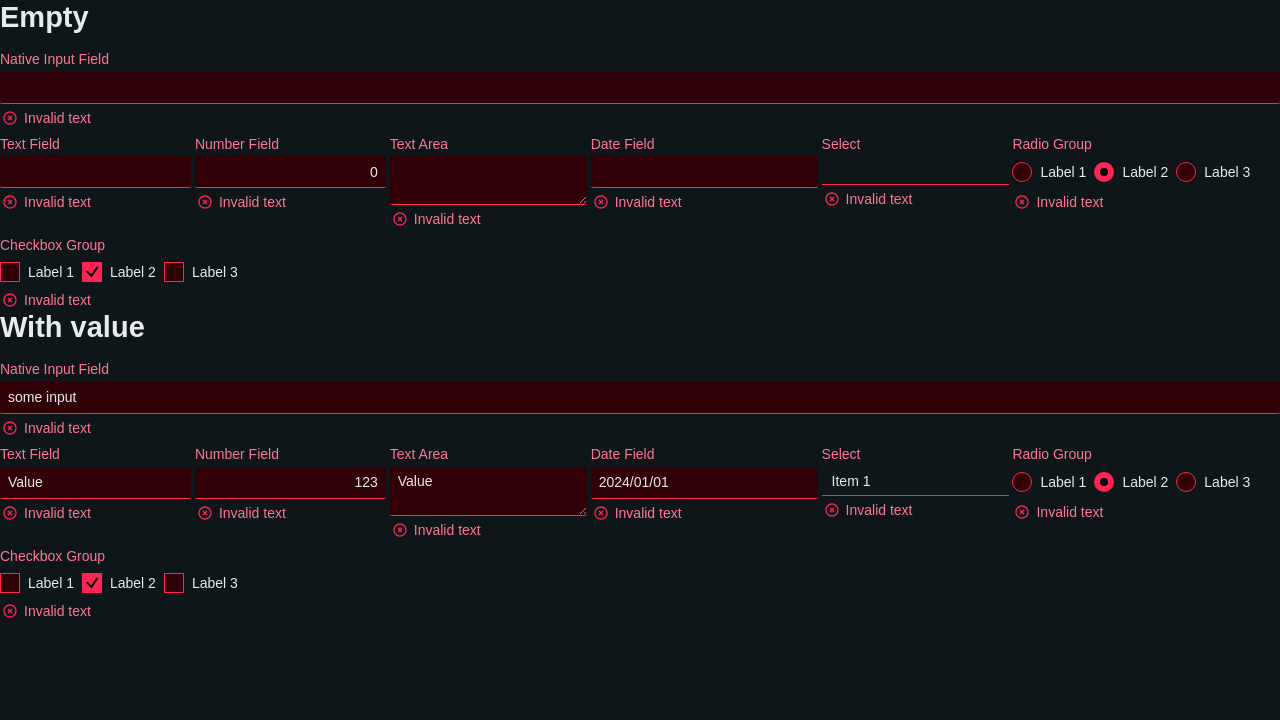 Empty
Native Input Field
Invalid text
Text Field Number Field Text Area Date Field Select Radio Group
0 Label 1 Label 2 Label 3
Invalid text Invalid text Invalid text Invalid text Invalid text Invalid text
Checkbox Group
Label 1 Label 2 Label 3
Invalid text
With value
Native Input Field
some input
Invalid text
Text Field Number Field Text Area Date Field Select Radio Group
Value 123 Value 2024/01/01 Item 1 Label 1 Label 2 Label 3
Invalid text Invalid text Invalid text Invalid text Invalid text Invalid text
Checkbox Group
Label 1 Label 2 Label 3
Invalid text